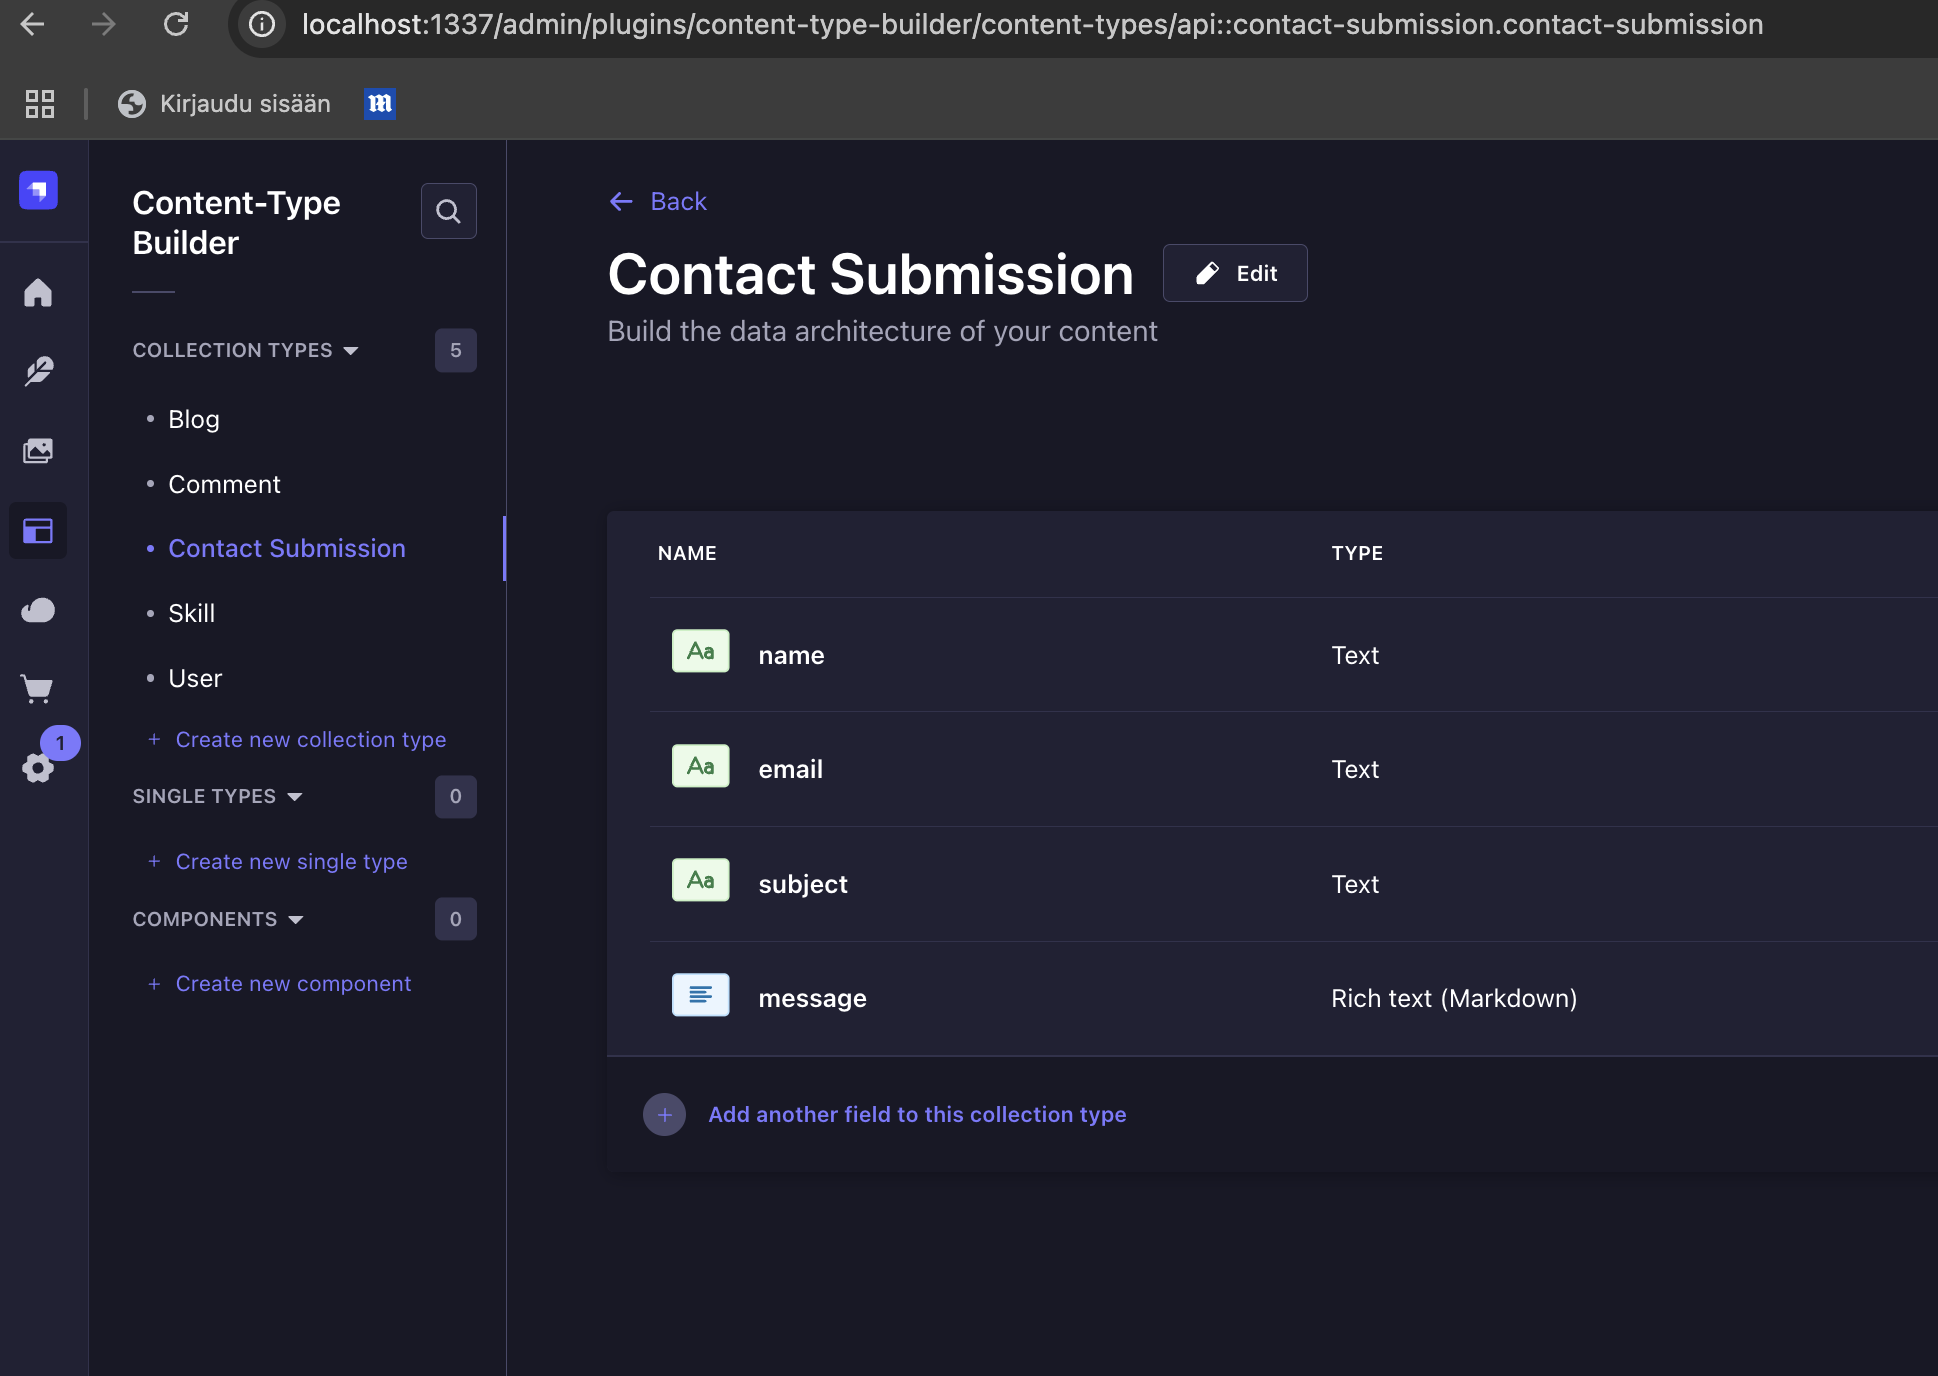 localhost:1337/admin/plugins/content-type-builder/content-types/api::contact-submission.contact-submission
Kirjaudu sisään
m
Content-Type
Builder
COLLECTION TYPES
5
Blog
Comment
Contact Submission
Skill
User
+ Create new collection type
SINGLE TYPES
0
+ Create new single type
COMPONENTS
0
+ Create new component
1
Back
Contact Submission
Edit
Build the data architecture of your content
NAME TYPE
Aa name Text
Aa email Text
Aa subject Text
message Rich text (Markdown)
+ Add another field to this collection type